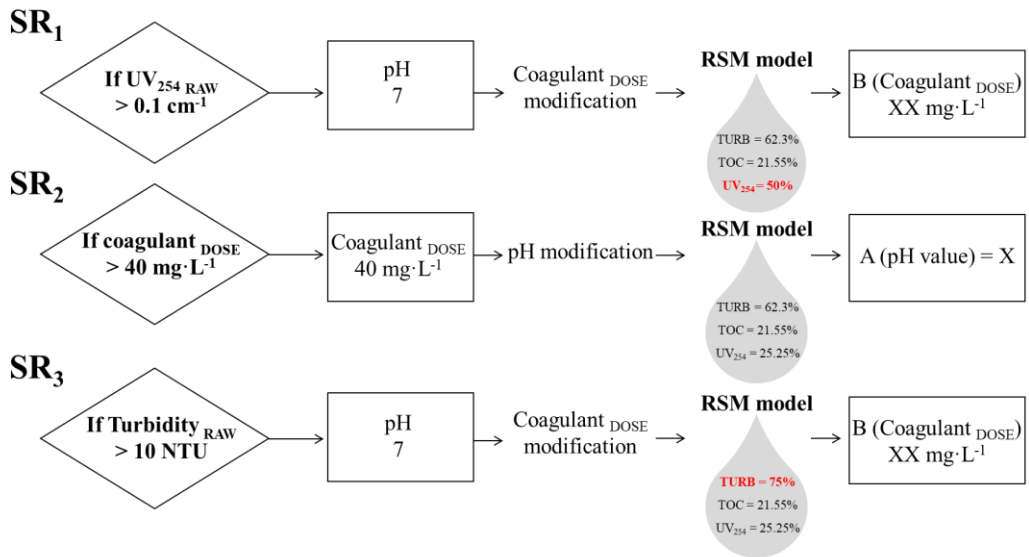 SR₁
If UV₂₅₄ RAW
> 0.1 cm⁻¹
pH
7
Coagulant DOSE
modification
RSM model
TURB = 62.3%
TOC = 21.55%
UV₂₅₄ = 50%
B (Coagulant DOSE)
XX mg·L⁻¹
SR₂
If coagulant DOSE
> 40 mg·L⁻¹
Coagulant DOSE
40 mg·L⁻¹
pH modification
RSM model
TURB = 62.3%
TOC = 21.55%
UV₂₅₄ = 25.25%
A (pH value) = X
SR₃
If Turbidity RAW
> 10 NTU
pH
7
Coagulant DOSE
modification
RSM model
TURB = 75%
TOC = 21.55%
UV₂₅₄ = 25.25%
B (Coagulant DOSE)
XX mg·L⁻¹